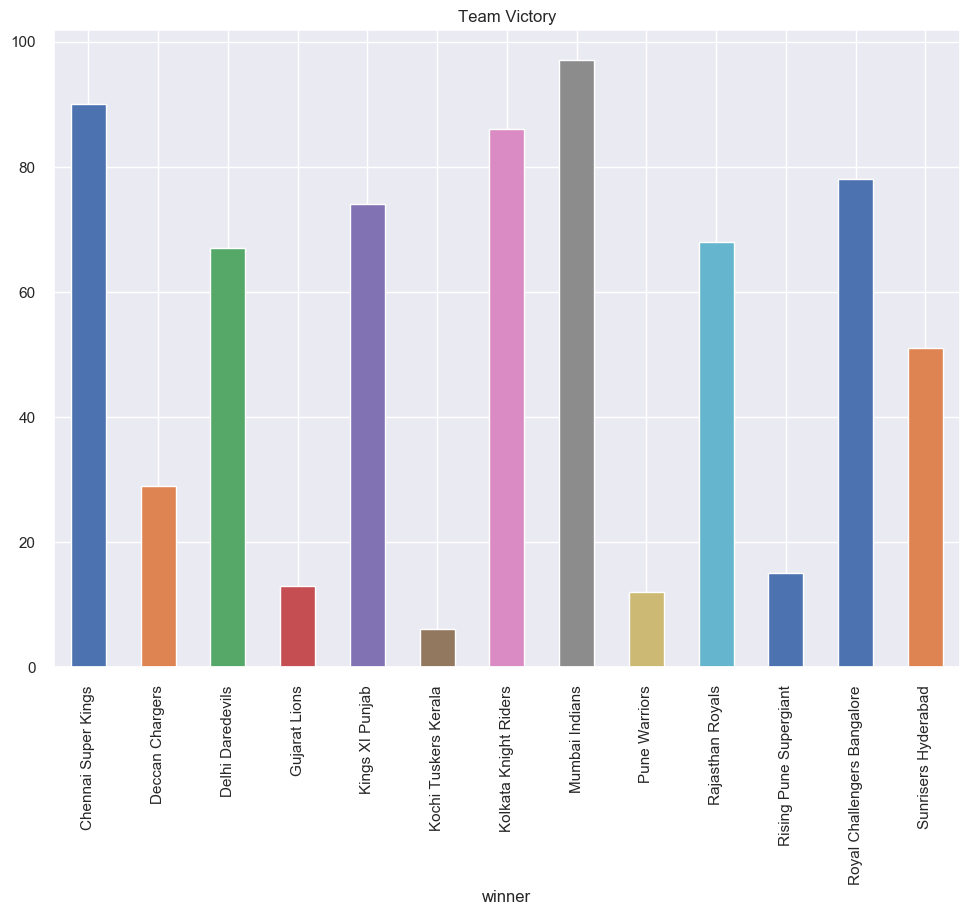 Team Victory
100
80
60
40
20
0
Chennai Super Kings
Deccan Chargers
Delhi Daredevils
Gujarat Lions
Kings XI Punjab
Kochi Tuskers Kerala
Kolkata Knight Riders
Mumbai Indians
Pune Warriors
Rajasthan Royals
Rising Pune Supergiant
Royal Challengers Bangalore
Sunrisers Hyderabad
winner